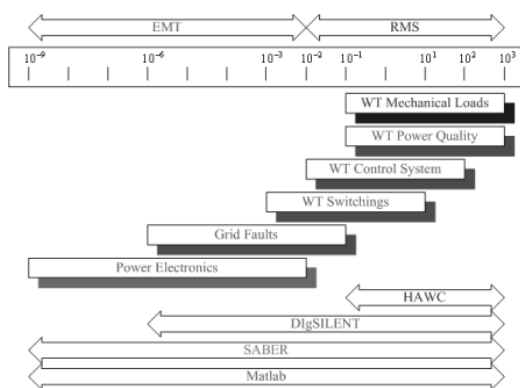 EMT RMS
10⁻⁹ 10⁻⁶ 10⁻³ 10⁻² 10⁻¹ 10¹ 10² 10³
WT Mechanical Loads
WT Power Quality
WT Control System
WT Switchings
Grid Faults
Power Electronics
HAWC
DIgSILENT
SABER
Matlab